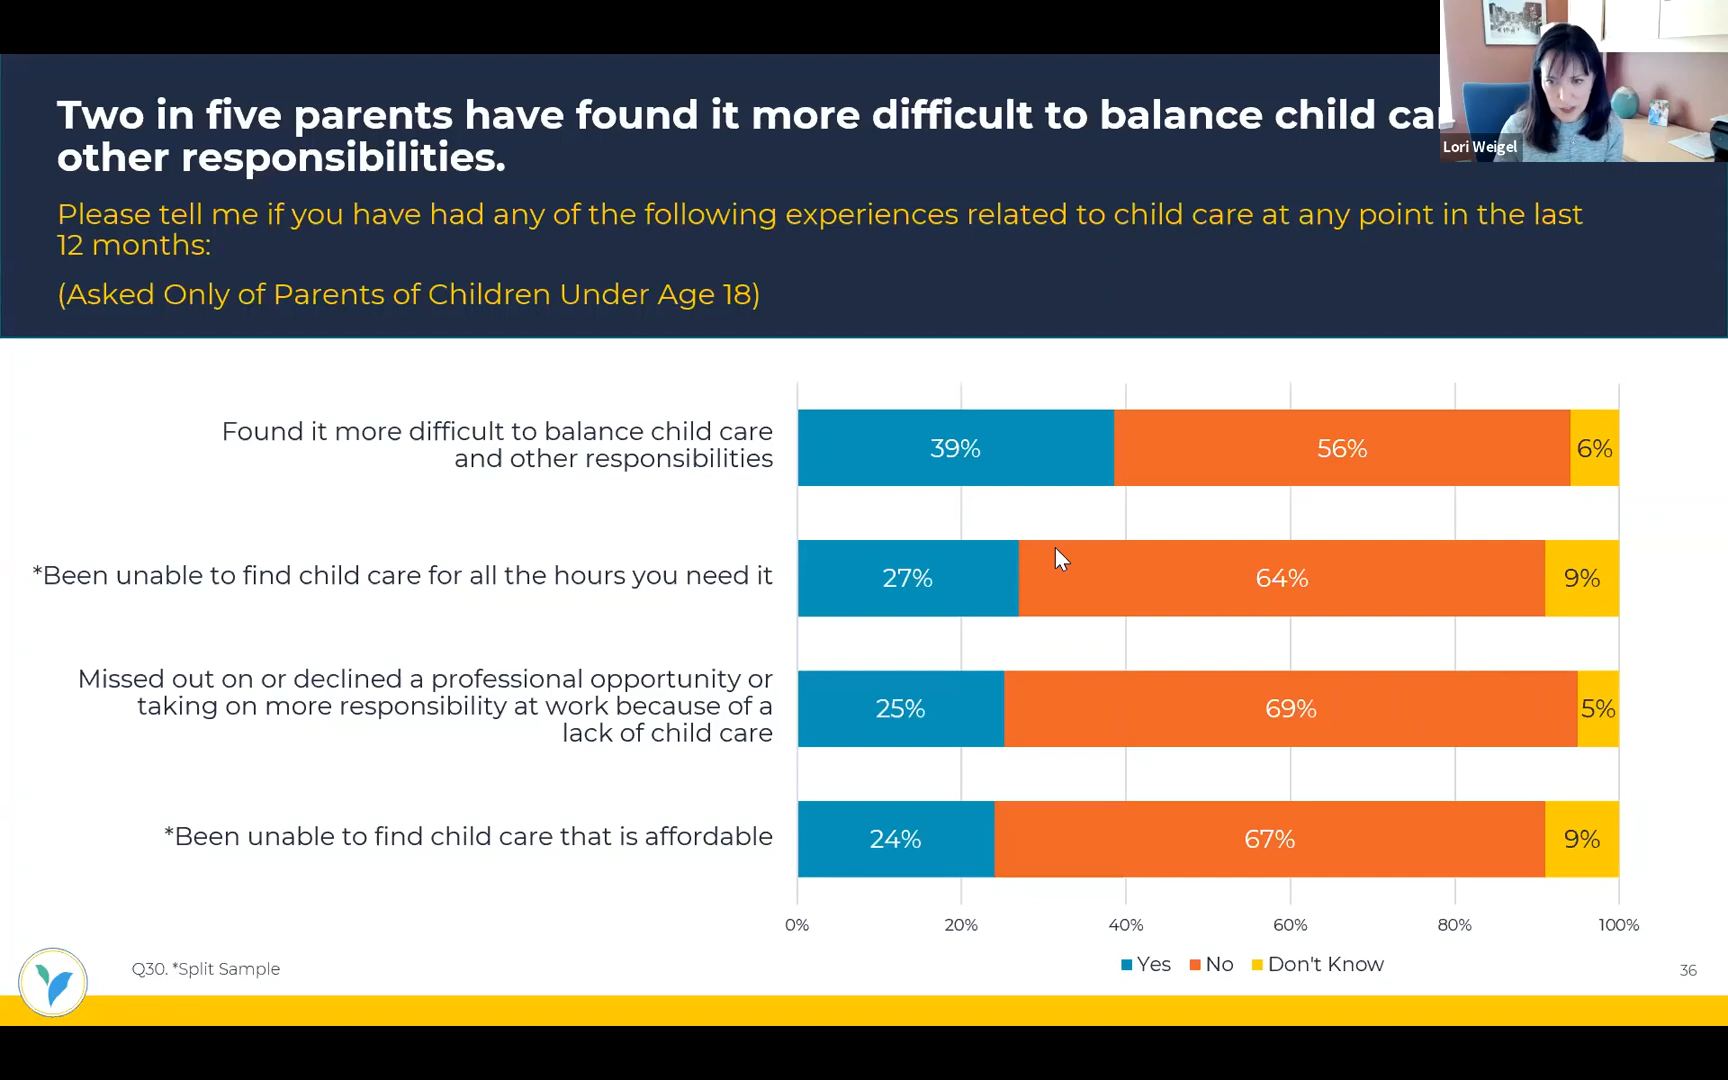 Two in five parents have found it more difficult to balance child
other responsibilities.
Please tell me if you have had any of the following experiences related to child care at any point in the last
12 months:
(Asked Only of Parents of Children Under Age 18)
Lori Weigel
Found it more difficult to balance child care
and other responsibilities
39% 56% 6%
*Been unable to find child care for all the hours you need it
27% 64% 9%
Missed out on or declined a professional opportunity or
taking on more responsibility at work because of a
lack of child care
25% 69% 5%
*Been unable to find child care that is affordable
24% 67% 9%
0% 20% 40% 60% 80% 100%
Yes No Don't Know
Q30. *Split Sample
36